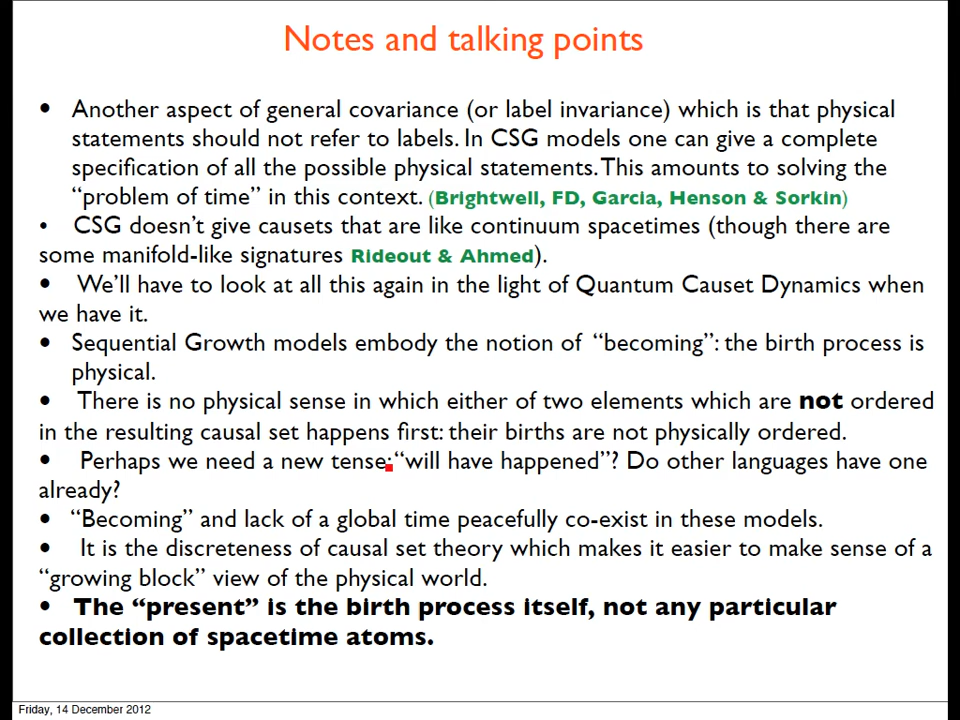 Notes and talking points
• Another aspect of general covariance (or label invariance) which is that physical
statements should not refer to labels. In CSG models one can give a complete
specification of all the possible physical statements. This amounts to solving the
“problem of time” in this context. (Brightwell, FD, Garcia, Henson & Sorkin)
• CSG doesn’t give causets that are like continuum spacetimes (though there are
some manifold-like signatures Rideout & Ahmed).
• We’ll have to look at all this again in the light of Quantum Causet Dynamics when
we have it.
• Sequential Growth models embody the notion of “becoming”: the birth process is
physical.
• There is no physical sense in which either of two elements which are not ordered
in the resulting causal set happens first: their births are not physically ordered.
• Perhaps we need a new tense: “will have happened”? Do other languages have one
already?
• “Becoming” and lack of a global time peacefully co-exist in these models.
• It is the discreteness of causal set theory which makes it easier to make sense of a
“growing block” view of the physical world.
• The “present” is the birth process itself, not any particular
collection of spacetime atoms.
Friday, 14 December 2012